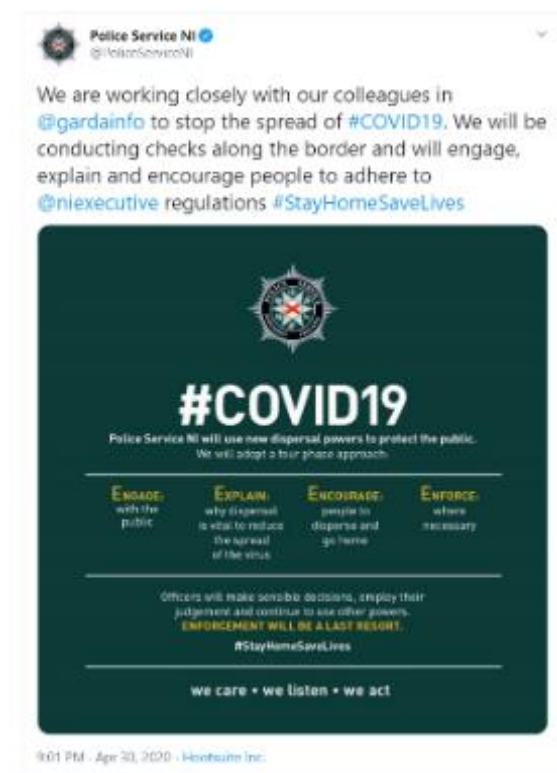 Police Service NI
@PoliceServiceNI
We are working closely with our colleagues in
@gardainfo to stop the spread of #COVID19. We will be
conducting checks along the border and will engage,
explain and encourage people to adhere to
@niexecutive regulations #StayHomeSaveLives
#COVID19
Police Service NI will use new dispersal powers to protect the public.
We will adopt a four phase approach:
ENGAGE:
with the
public
EXPLAIN:
why dispersal
is vital to reduce
the spread
of the virus
ENCOURAGE:
people to
disperse and
go home
ENFORCE:
where
necessary
Officers will make sensible decisions, employ their
judgement and continue to use other powers.
ENFORCEMENT WILL BE A LAST RESORT.
#StayHomeSaveLives
we care • we listen • we act
9:01 PM · Apr 30, 2020 · Hootsuite Inc.